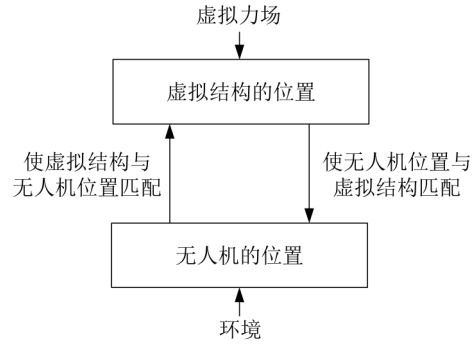 虚拟力场
虚拟结构的位置
使虚拟结构与
无人机位置匹配
使无人机位置与
虚拟结构匹配
无人机的位置
环境